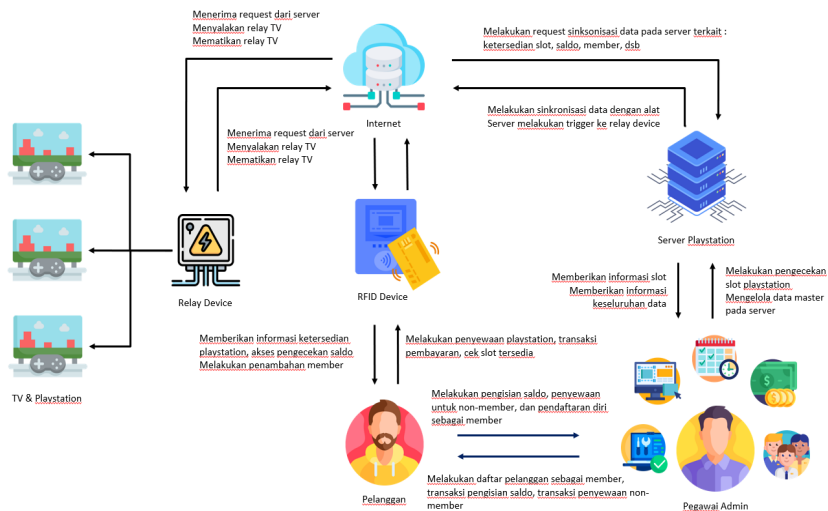 Menerima request dari server
Menyalakan relay TV
Mematikan relay TV
Melakukan request sinksonisasi data pada server terkait :
ketersedian slot, saldo, member, dsb
Internet
Melakukan sinkronisasi data dengan alat
Server melakukan trigger ke relay device
Menerima request dari server
Menyalakan relay TV
Mematikan relay TV
Server Playstation
Relay Device
RFID Device
Memberikan informasi slot
Memberikan informasi
keseluruhan data
Melakukan pengecekan
slot playstation
Mengelola data master
pada server
Memberikan informasi ketersedian
playstation, akses pengecekan saldo
Melakukan penambahan member
Melakukan penyewaan playstation, transaksi
pembayaran, cek slot tersedia
TV & Playstation
Melakukan pengisian saldo, penyewaan
untuk non-member, dan pendaftaran diri
sebagai member
Pelanggan
Melakukan daftar pelanggan sebagai member,
transaksi pengisian saldo, transaksi penyewaan non-
member
Pegawai Admin